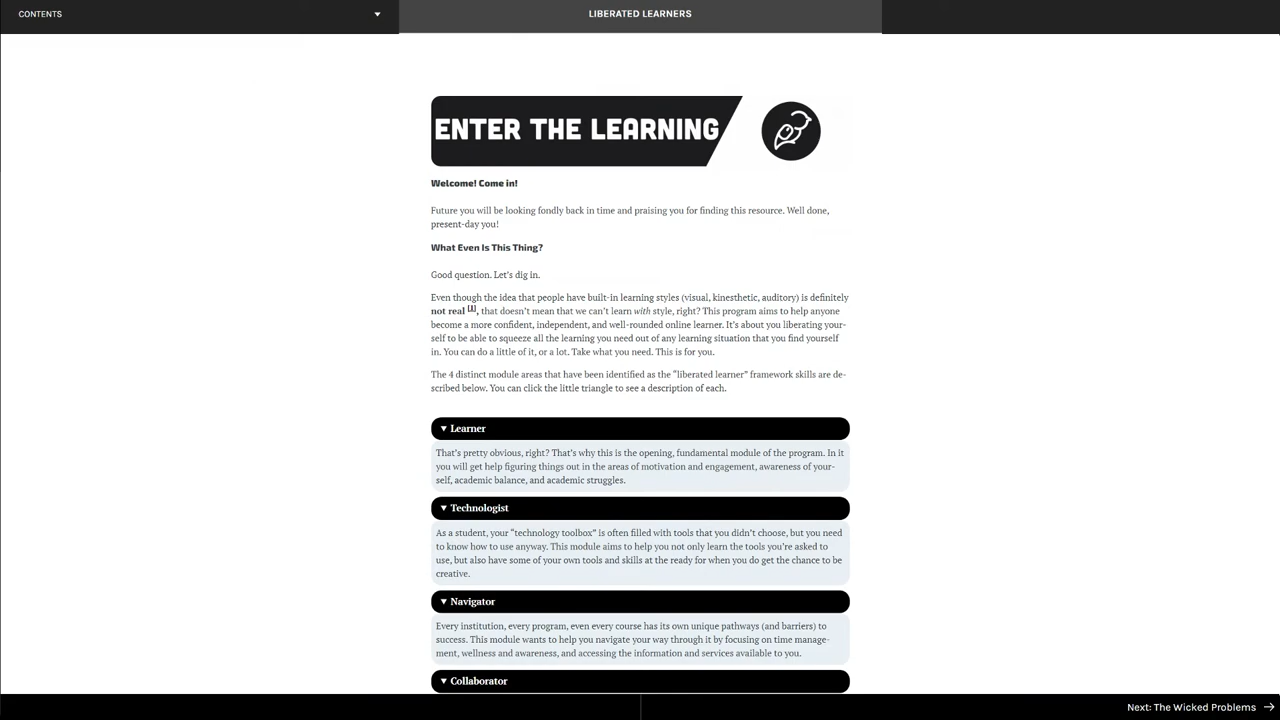 CONTENTS
LIBERATED LEARNERS
ENTER THE LEARNING
Welcome! Come in!
Future you will be looking fondly back in time and praising you for finding this resource. Well done,
present-day you!
What Even Is This Thing?
Good question. Let's dig in.
Even though the idea that people have built-in learning styles (visual, kinesthetic, auditory) is definitely
not real [1], that doesn't mean that we can't learn with style, right? This program aims to help anyone
become a more confident, independent, and well-rounded online learner. It's about you liberating your-
self to be able to squeeze all the learning you need out of any learning situation that you find yourself
in. You can do a little of it, or a lot. Take what you need. This is for you.
The 4 distinct module areas that have been identified as the "liberated learner" framework skills are de-
scribed below. You can click the little triangle to see a description of each.
Learner
That's pretty obvious, right? That's why this is the opening, fundamental module of the program. In it
you will get help figuring things out in the areas of motivation and engagement, awareness of your-
self, academic balance, and academic struggles.
Technologist
As a student, your "technology toolbox" is often filled with tools that you didn't choose, but you need
to know how to use anyway. This module aims to help you not only learn the tools you're asked to
use, but also have some of your own tools and skills at the ready for when you do get the chance to be
creative.
Navigator
Every institution, every program, even every course has its own unique pathways (and barriers) to
success. This module wants to help you navigate your way through it by focusing on time manage-
ment, wellness and awareness, and accessing the information and services available to you.
Collaborator
Next: The Wicked Problems